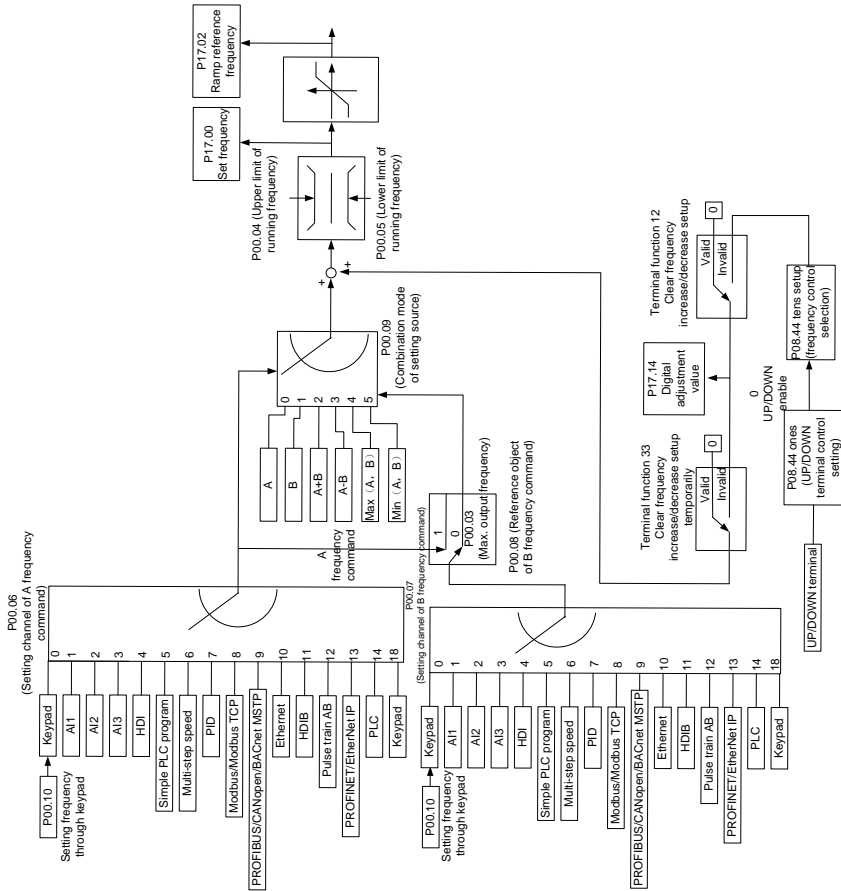 P00.06
(Setting channel of A frequency
command)
P00.10
Setting frequency
through keypad
Keypad
0
AI1
1
AI2
2
AI3
3
HDI
4
Simple PLC program
5
Multi-step speed
6
PID
7
Modbus/Modbus TCP
8
PROFIBUS/CANopen/BACnet MSTP
9
Ethernet
10
HDIB
11
Pulse train AB
12
PROFINET/EtherNet IP
13
PLC
14
Keypad
18
P00.07
(Setting channel of B frequency command)
P00.10
Setting frequency
through keypad
Keypad
0
AI1
1
AI2
2
AI3
3
HDI
4
Simple PLC program
5
Multi-step speed
6
PID
7
Modbus/Modbus TCP
8
PROFIBUS/CANopen/BACnet MSTP
9
Ethernet
10
HDIB
11
Pulse train AB
12
PROFINET/EtherNet IP
13
PLC
14
Keypad
18
A
frequency
command
1
0
P00.03
(Max. output frequency)
P00.08 (Reference object
of B frequency command)
A
0
B
1
A+B
2
A-B
3
Max（A，B）
4
Min（A，B）
5
P00.09
(Combination mode
of setting source)
+
+
P00.04 (Upper limit of
running frequency)
P00.05 (Lower limit of
running frequency)
P17.00
Set frequency
P17.02
Ramp reference
frequency
UP/DOWN terminal
P08.44 ones
(UP/DOWN
terminal control
setting)
0
UP/DOWN
enable
P08.44 tens setup
(frequency control
selection)
Terminal function 33
Clear frequency
increase/decrease setup
temporarily
Valid
Invalid
0
P17.14
Digital
adjustment
value
Terminal function 12
Clear frequency
increase/decrease setup
Valid
Invalid
0